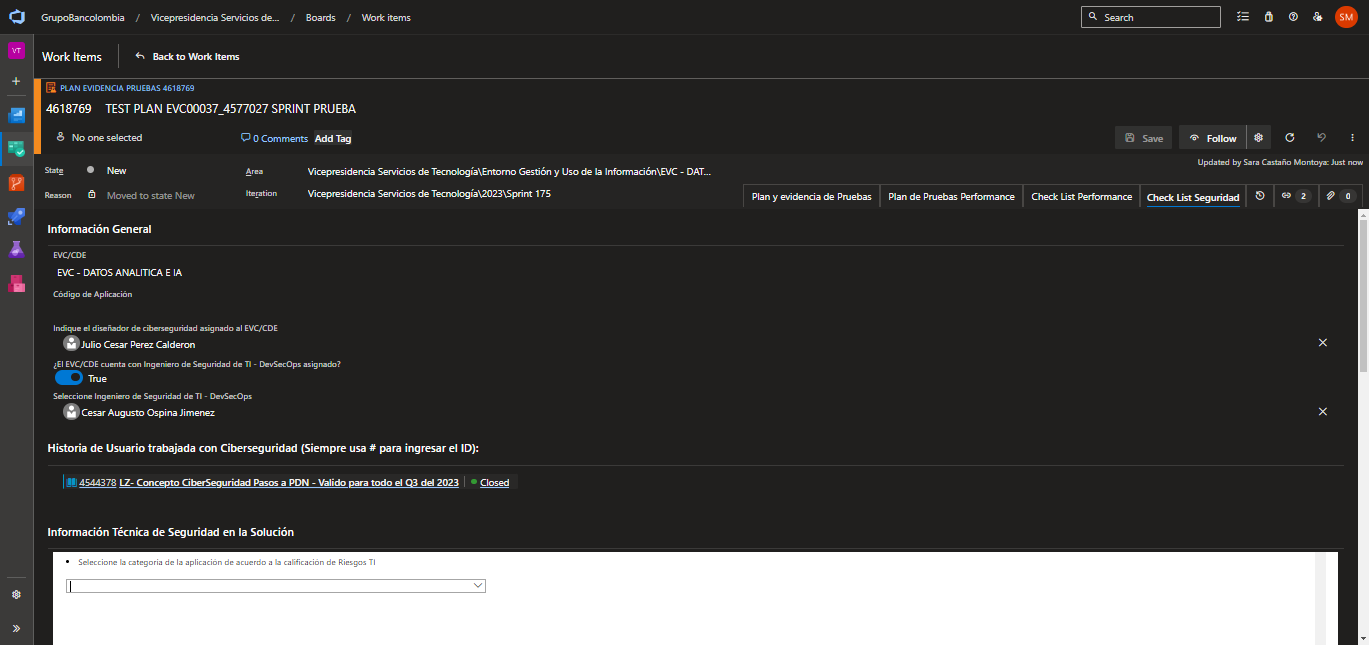 GrupoBancolombia / Vicepresidencia Servicios de... / Boards / Work items
Search
SM
VT
Work Items
Back to Work Items
PLAN EVIDENCIA PRUEBAS 4618769
4618769 TEST PLAN EVC00037_4577027 SPRINT PRUEBA
No one selected
0 Comments
Add Tag
Save
Follow
Updated by Sara Castaño Montoya: Just now
State
New
Area
Vicepresidencia Servicios de Tecnología\Entorno Gestión y Uso de la Información\EVC - DAT...
Reason
Moved to state New
Iteration
Vicepresidencia Servicios de Tecnología\2023\Sprint 175
Plan y evidencia de Pruebas
Plan de Pruebas Performance
Check List Performance
Check List Seguridad
2
0
Información General
EVC/CDE
EVC - DATOS ANALITICA E IA
Código de Aplicación
Indique el diseñador de ciberseguridad asignado al EVC/CDE
Julio Cesar Perez Calderon
¿El EVC/CDE cuenta con Ingeniero de Seguridad de TI - DevSecOps asignado?
True
Seleccione Ingeniero de Seguridad de TI - DevSecOps
Cesar Augusto Ospina Jimenez
Historia de Usuario trabajada con Ciberseguridad (Siempre usa # para ingresar el ID):
4544378 LZ- Concepto CiberSeguridad Pasos a PDN - Valido para todo el Q3 del 2023
Closed
Información Técnica de Seguridad en la Solución
• Seleccione la categoria de la aplicación de acuerdo a la calificación de Riesgos TI